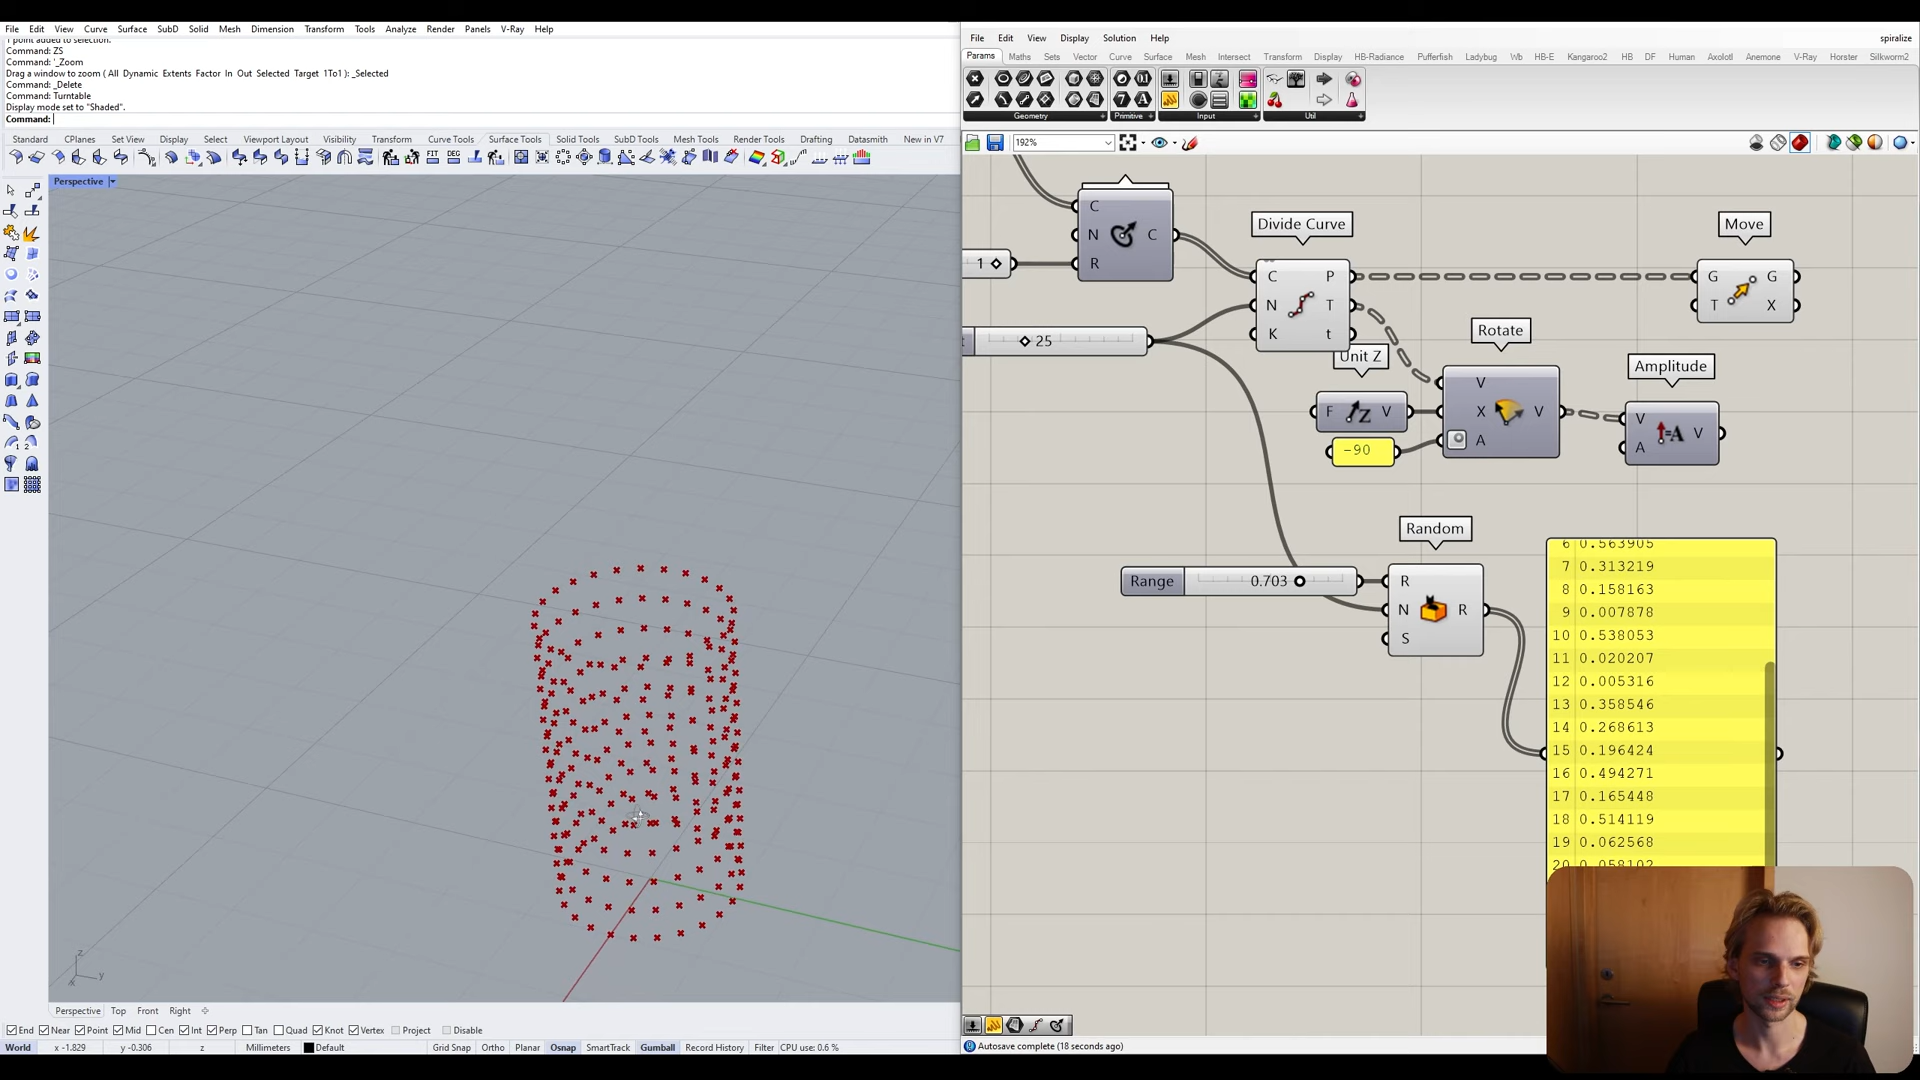 File Edit View Curve Surface SubD Solid Mesh Dimension Transform Tools Analyze Render Panels V-Ray Help
1 point added to selection.
Command: ZS
Command: '_Zoom
Drag a window to zoom ( All Dynamic Extents Factor In Out Selected Target 1To1 ): _Selected
Command: _Delete
Command: Turntable
Display mode set to "Shaded".
Command:
Standard CPlanes Set View Display Select Viewport Layout Visibility Transform Curve Tools Surface Tools Solid Tools SubD Tools Mesh Tools Render Tools Drafting Datasmith New in V7
Perspective
z
y
x
Perspective Top Front Right
End Near Point Mid Cen Int Perp Tan Quad Knot Vertex Project Disable
World x -1.829 y -0.306 z Millimeters Default Grid Snap Ortho Planar Osnap SmartTrack Gumball Record History Filter CPU use: 0.6 %
File Edit View Display Solution Help
spiralize
Params Maths Sets Vector Curve Surface Mesh Intersect Transform Display HB-Radiance Pufferfish Ladybug Wb HB-E Kangaroo2 HB DF Human Axolotl Anemone V-Ray Horster Silkworm2
Geometry Primitive Input Util
192%
C
N C
R
1
25
Divide Curve
C P
N T
K t
Move
G G
T X
Unit Z
F Z V
-90
Rotate
V
X V
A
Amplitude
V
=A V
A
Range 0.703
Random
R
N R
S
6 0.563905
7 0.313219
8 0.158163
9 0.007878
10 0.538053
11 0.020207
12 0.005316
13 0.358546
14 0.268613
15 0.196424
16 0.494271
17 0.165448
18 0.514119
19 0.062568
20 0.058102
Autosave complete (18 seconds ago)